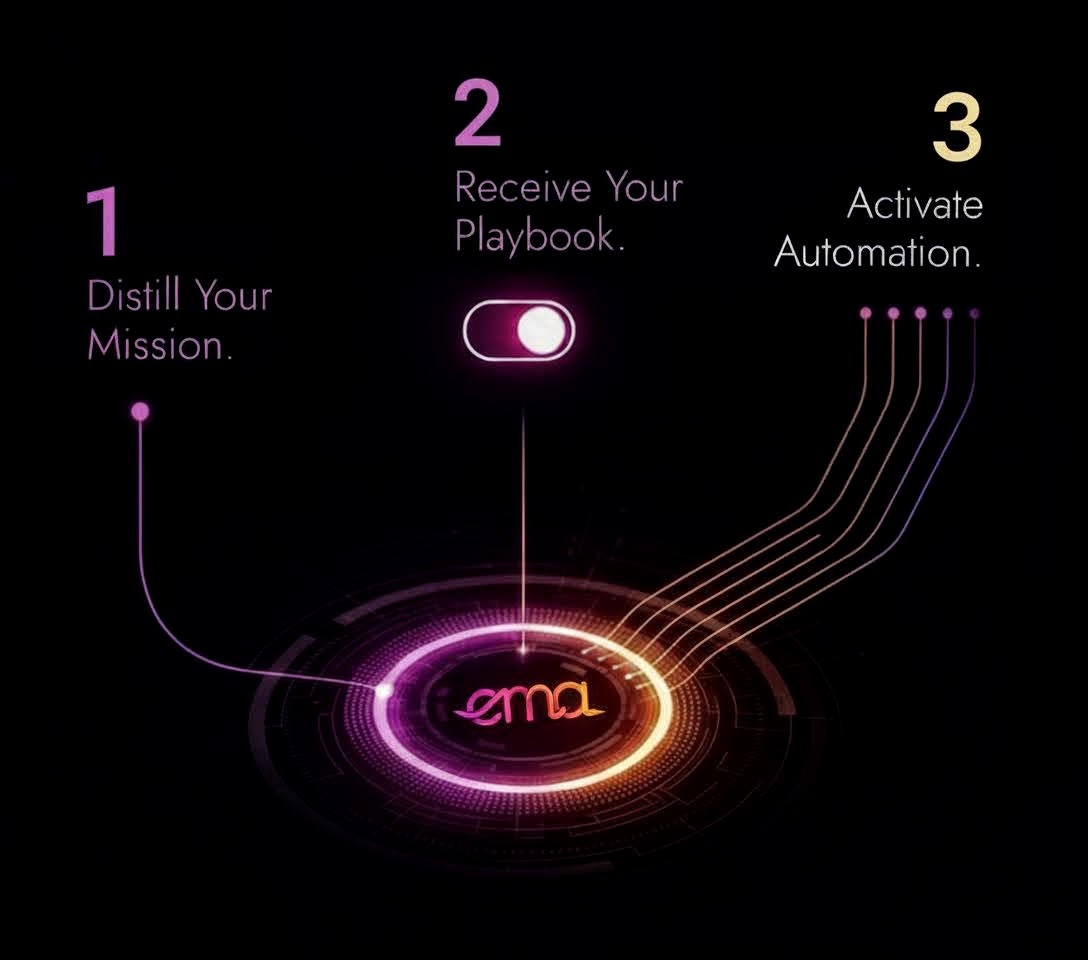 1
Distill Your
Mission.
2
Receive Your
Playbook.
3
Activate
Automation.
ema